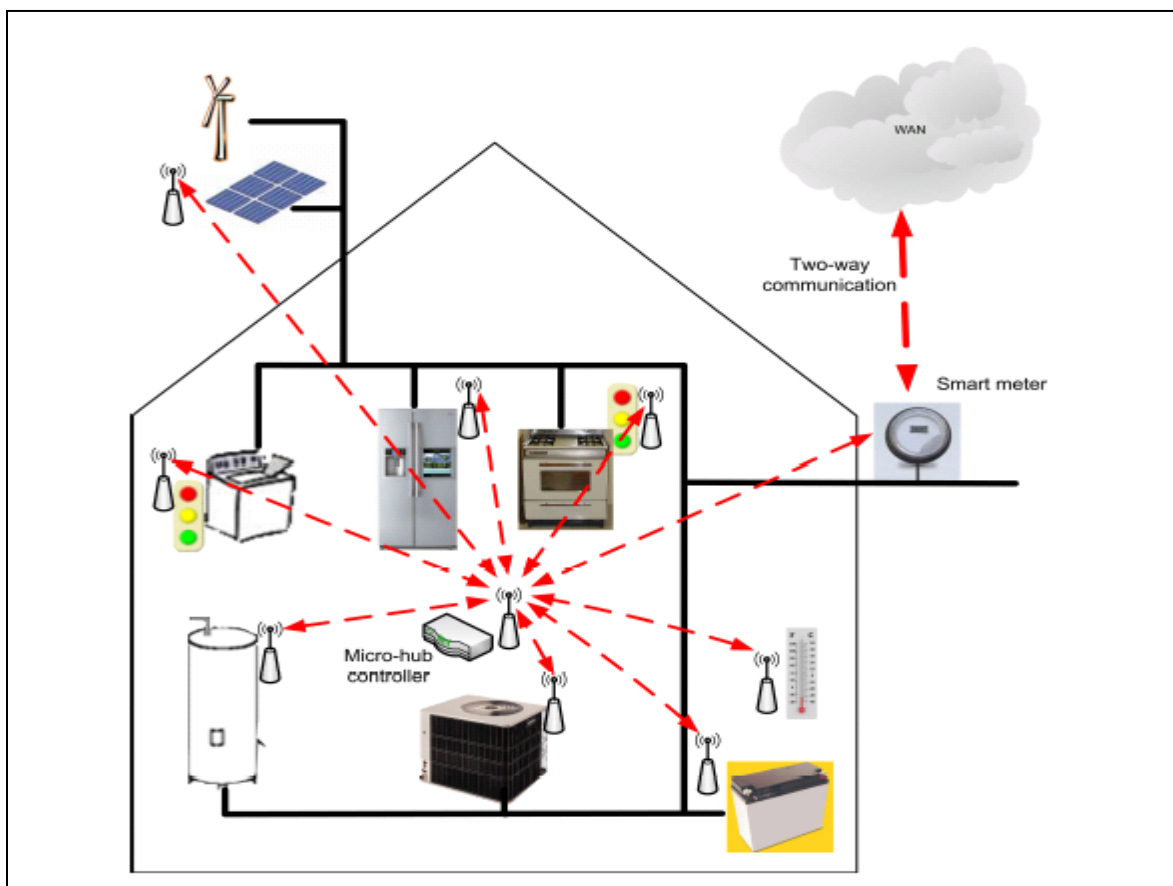 WAN
Two-way
communication
Smart meter
Micro-hub
controller